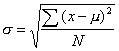 σ = √(∑(x − μ)² / N)